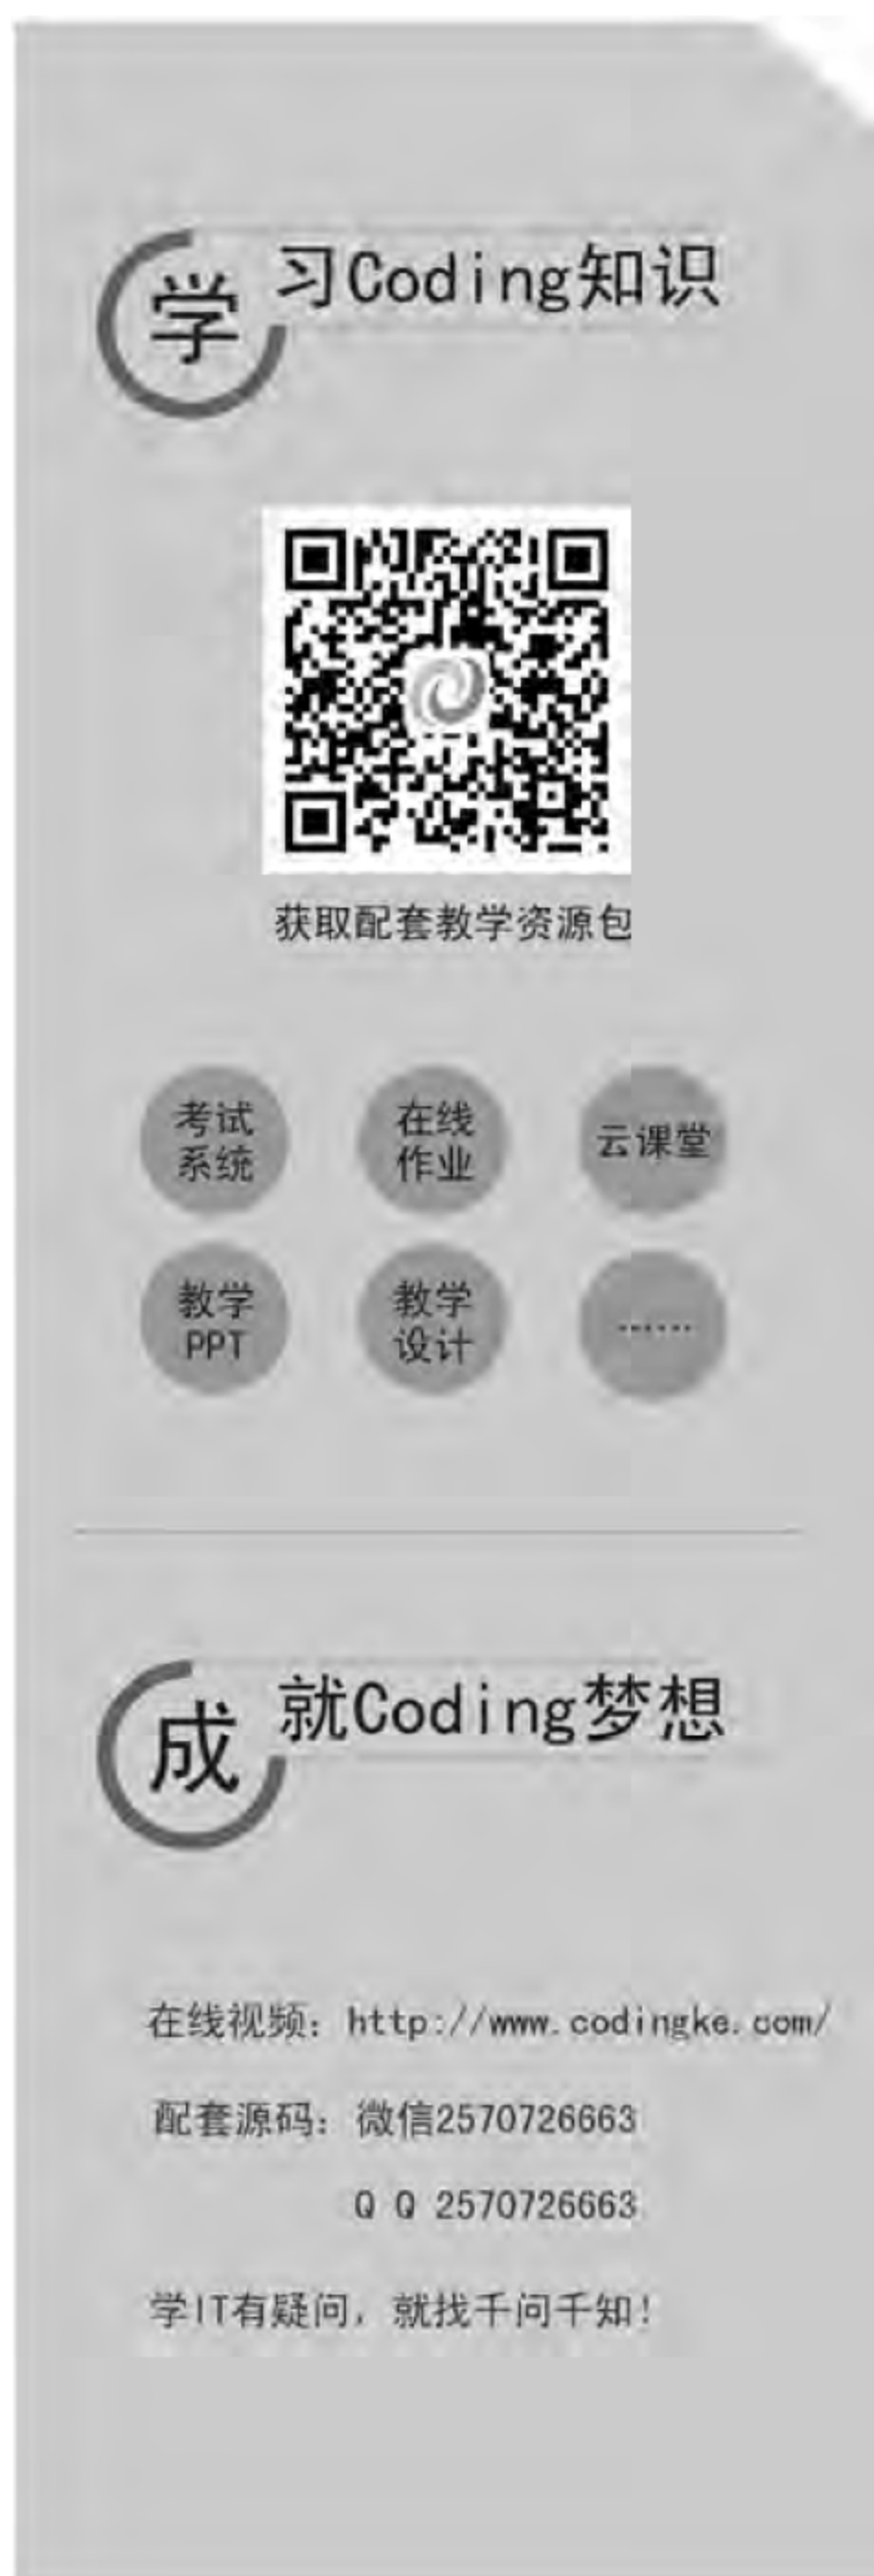 学习Coding知识
获取配套教学资源包
考试
系统
在线
作业
云课堂
教学
PPT
教学
设计
……
成就Coding梦想
在线视频：http://www.codingke.com/
配套源码：微信2570726663
Q Q 2570726663
学IT有疑问，就找千问千知！